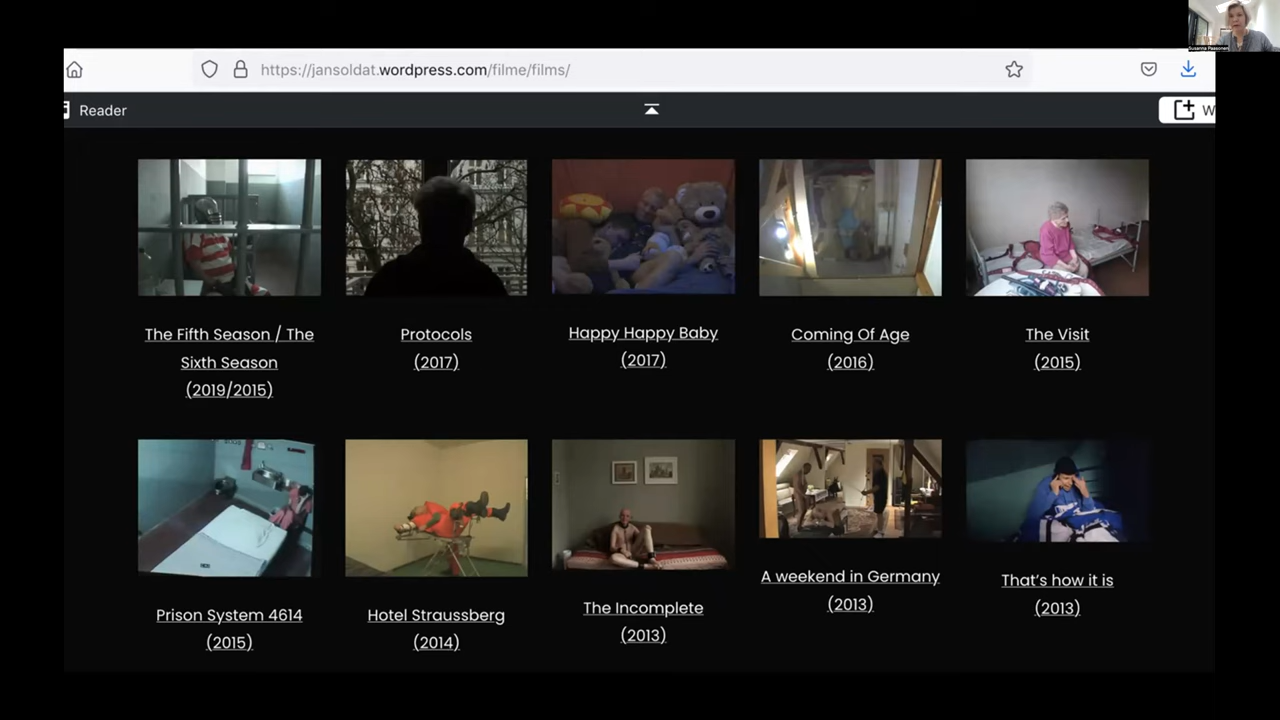 Susanna Paasonen
https://jansoldat.wordpress.com/filme/films/
Reader
W
The Fifth Season / The
Sixth Season
(2019/2015)
Protocols
(2017)
Happy Happy Baby
(2017)
Coming Of Age
(2016)
The Visit
(2015)
Prison System 4614
(2015)
Hotel Straussberg
(2014)
The Incomplete
(2013)
A weekend in Germany
(2013)
That's how it is
(2013)